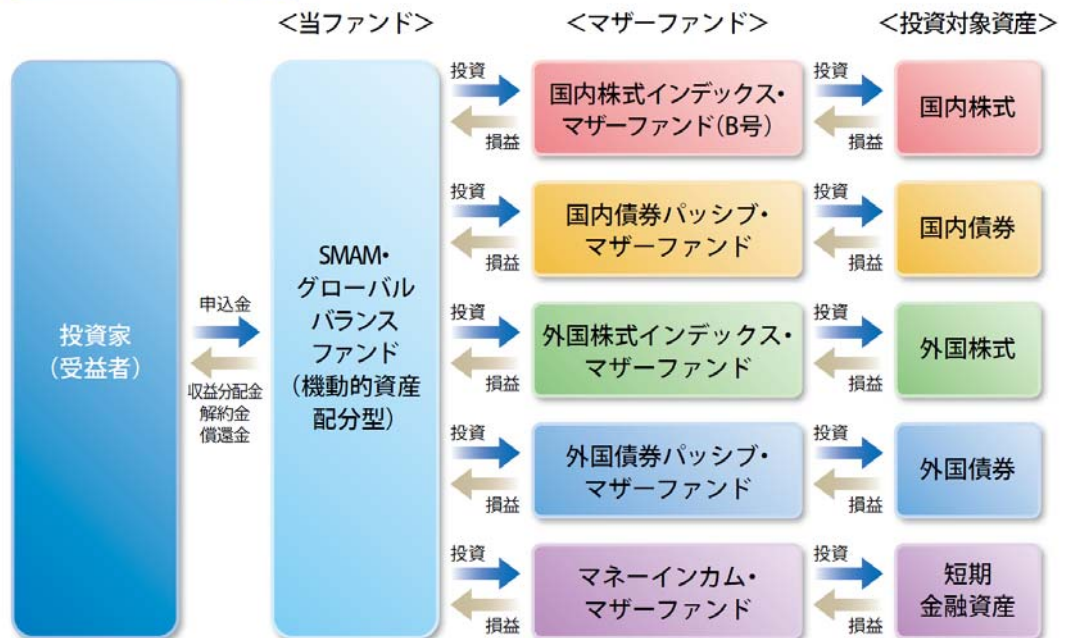 ＜当ファンド＞
＜マザーファンド＞
＜投資対象資産＞
投資家
（受益者）
申込金
収益分配金
解約金
償還金
SMAM・
グローバル
バランス
ファンド
（機動的資産
配分型）
投資
損益
国内株式インデックス・
マザーファンド（B号）
投資
損益
国内株式
投資
損益
国内債券パッシブ・
マザーファンド
投資
損益
国内債券
投資
損益
外国株式インデックス・
マザーファンド
投資
損益
外国株式
投資
損益
外国債券パッシブ・
マザーファンド
投資
損益
外国債券
投資
損益
マネーインカム・
マザーファンド
投資
損益
短期
金融資産